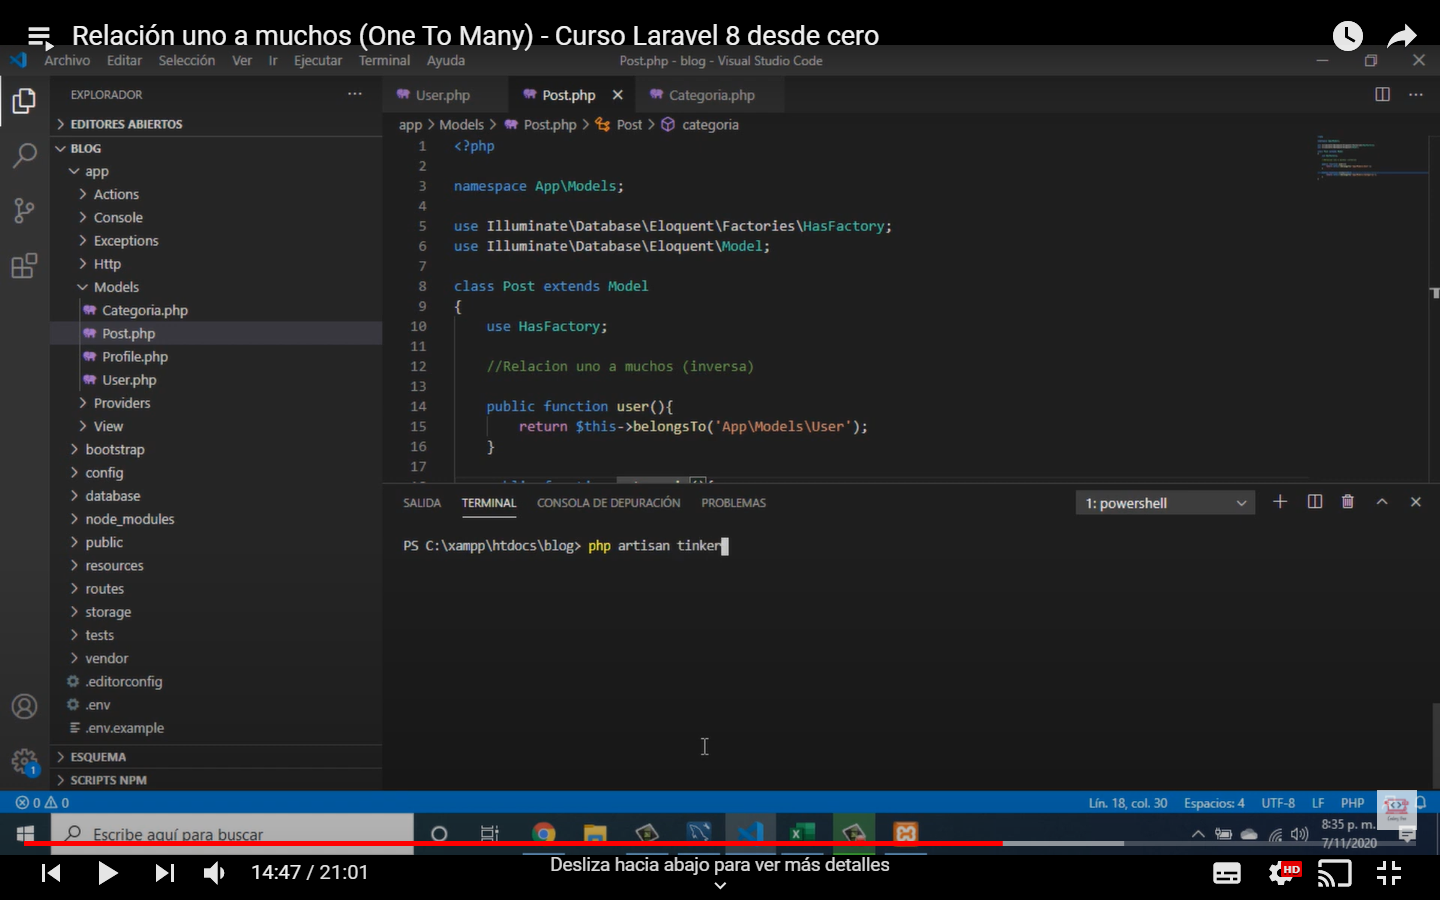 Relación uno a muchos (One To Many) - Curso Laravel 8 desde cero
Archivo Editar Selección Ver Ir Ejecutar Terminal Ayuda
Post.php - blog - Visual Studio Code
EXPLORADOR
EDITORES ABIERTOS
BLOG
app
Actions
Console
Exceptions
Http
Models
Categoria.php
Post.php
Profile.php
User.php
Providers
View
bootstrap
config
database
node_modules
public
resources
routes
storage
tests
vendor
.editorconfig
.env
.env.example
ESQUEMA
SCRIPTS NPM
1
User.php Post.php Categoria.php
app > Models > Post.php > Post > categoria
1 <?php
2
3 namespace App\Models;
4
5 use Illuminate\Database\Eloquent\Factories\HasFactory;
6 use Illuminate\Database\Eloquent\Model;
7
8 class Post extends Model
9 {
10 use HasFactory;
11
12 //Relacion uno a muchos (inversa)
13
14 public function user(){
15 return $this->belongsTo('App\Models\User');
16 }
17
SALIDA TERMINAL CONSOLA DE DEPURACIÓN PROBLEMAS
1: powershell
PS C:\xampp\htdocs\blog> php artisan tinker
0 0
Lín. 18, col. 30 Espacios: 4 UTF-8 LF PHP
Escribe aquí para buscar
8:35 p. m.
7/11/2020
14:47 / 21:01
Desliza hacia abajo para ver más detalles
HD